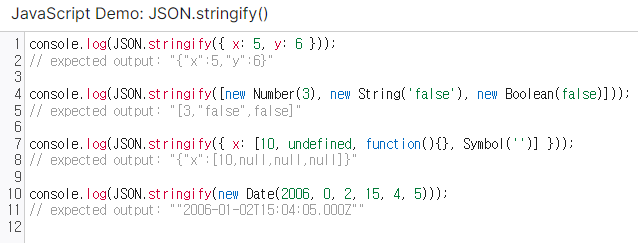 JavaScript Demo: JSON.stringify()
1 console.log(JSON.stringify({ x: 5, y: 6 }));
2 // expected output: "{"x":5,"y":6}"
3
4 console.log(JSON.stringify([new Number(3), new String('false'), new Boolean(false)]));
5 // expected output: "[3,"false",false]"
6
7 console.log(JSON.stringify({ x: [10, undefined, function(){}, Symbol('')] }));
8 // expected output: "{"x":[10,null,null,null]}"
9
10 console.log(JSON.stringify(new Date(2006, 0, 2, 15, 4, 5)));
11 // expected output: ""2006-01-02T15:04:05.000Z""
12